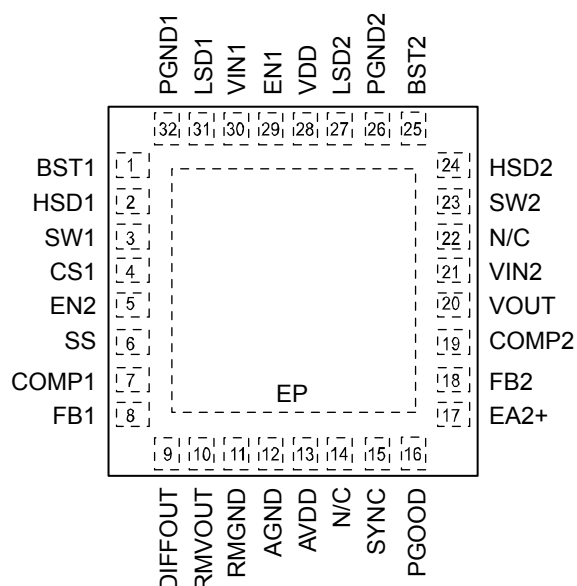 PGND1
LSD1
VIN1
EN1
VDD
LSD2
PGND2
BST2
32
31
30
29
28
27
26
25
BST1 1
HSD1 2
SW1 3
CS1 4
EN2 5
SS 6
COMP1 7
FB1 8
24 HSD2
23 SW2
22 N/C
21 VIN2
20 VOUT
19 COMP2
18 FB2
17 EA2+
EP
9
10
11
12
13
14
15
16
DIFFOUT
RMVOUT
RMGND
AGND
AVDD
N/C
SYNC
PGOOD